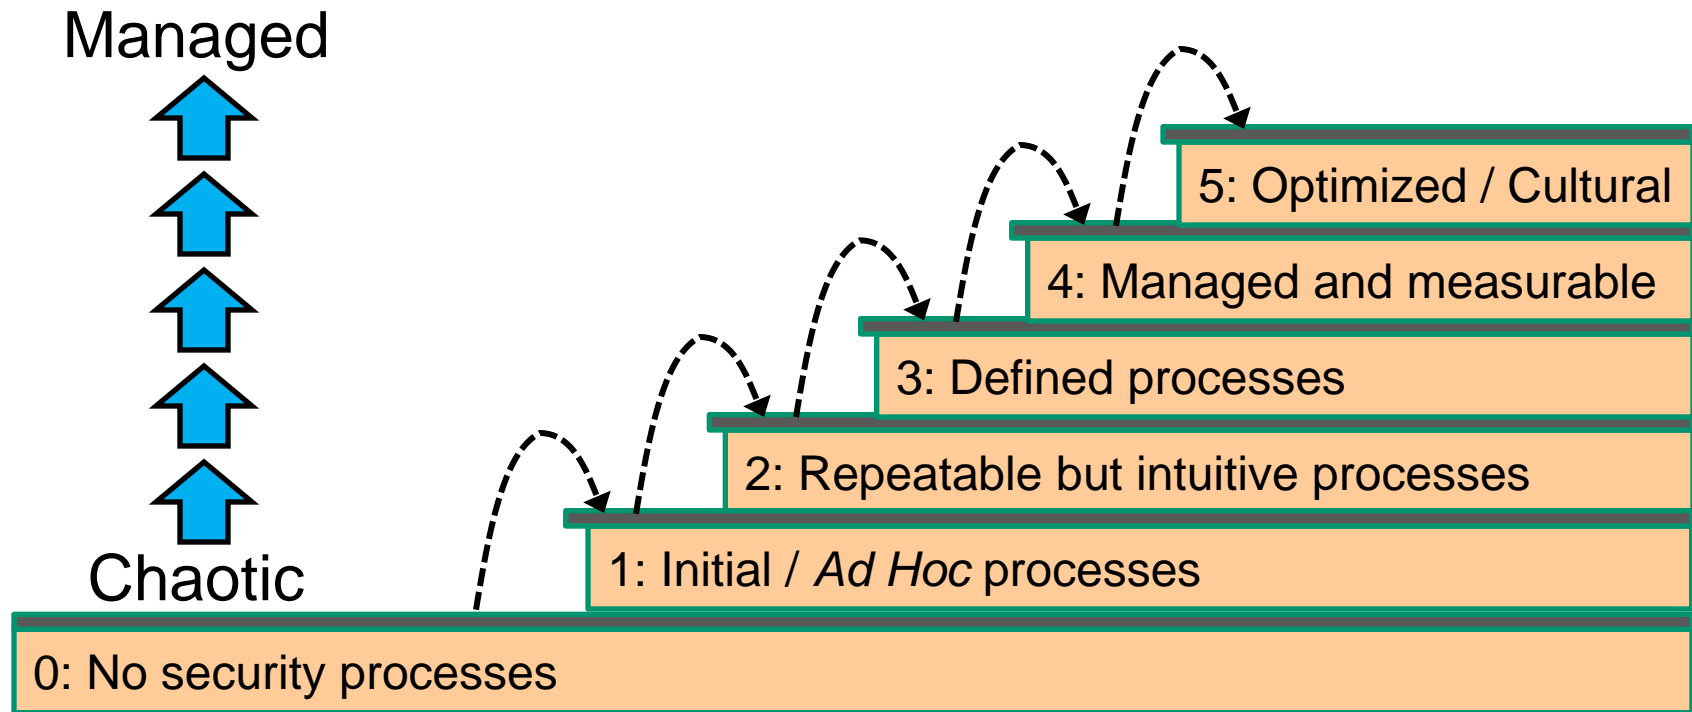 Managed
5: Optimized / Cultural
4: Managed and measurable
3: Defined processes
2: Repeatable but intuitive processes
Chaotic
1: Initial / Ad Hoc processes
0: No security processes